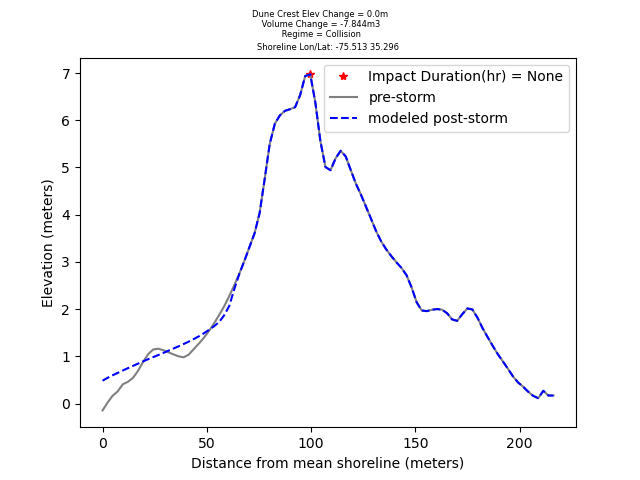 Dune Crest Elev Change = 0.0m
Volume Change = -7.844m3
Regime = Collision
Shoreline Lon/Lat: -75.513 35.296
Impact Duration(hr) = None
pre-storm
modeled post-storm
Elevation (meters)
7
6
5
4
3
2
1
0
0 50 100 150 200
Distance from mean shoreline (meters)